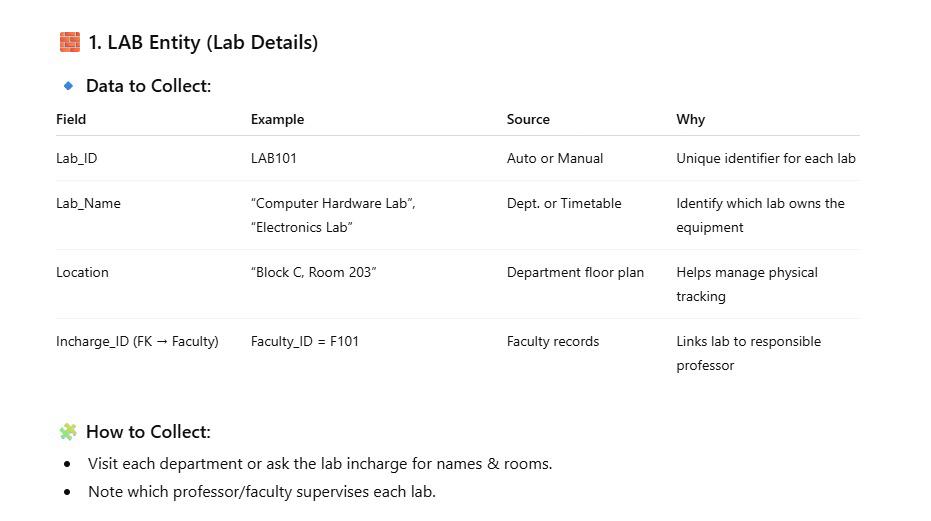 🧱 1. LAB Entity (Lab Details)
🔹 Data to Collect:
Field Example Source Why
Lab_ID LAB101 Auto or Manual Unique identifier for each lab
Lab_Name “Computer Hardware Lab”, Dept. or Timetable Identify which lab owns the
“Electronics Lab” equipment
Location “Block C, Room 203” Department floor plan Helps manage physical
tracking
Incharge_ID (FK → Faculty) Faculty_ID = F101 Faculty records Links lab to responsible
professor
🧩 How to Collect:
• Visit each department or ask the lab incharge for names & rooms.
• Note which professor/faculty supervises each lab.